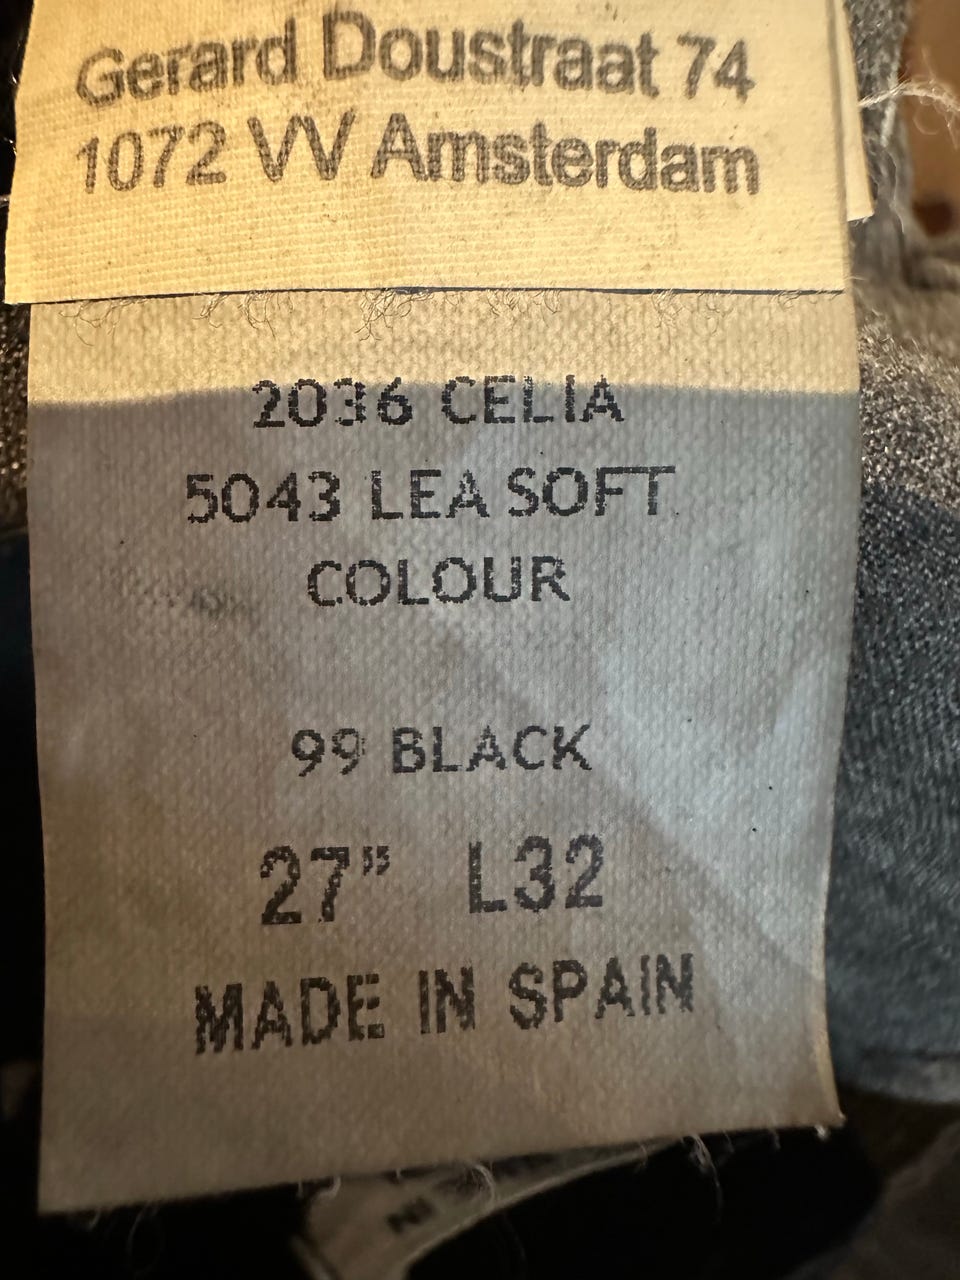 Gerard Doustraat 74
1072 VV Amsterdam
2036 CELIA
5043 LEA SOFT
COLOUR
99 BLACK
27" L32
MADE IN SPAIN